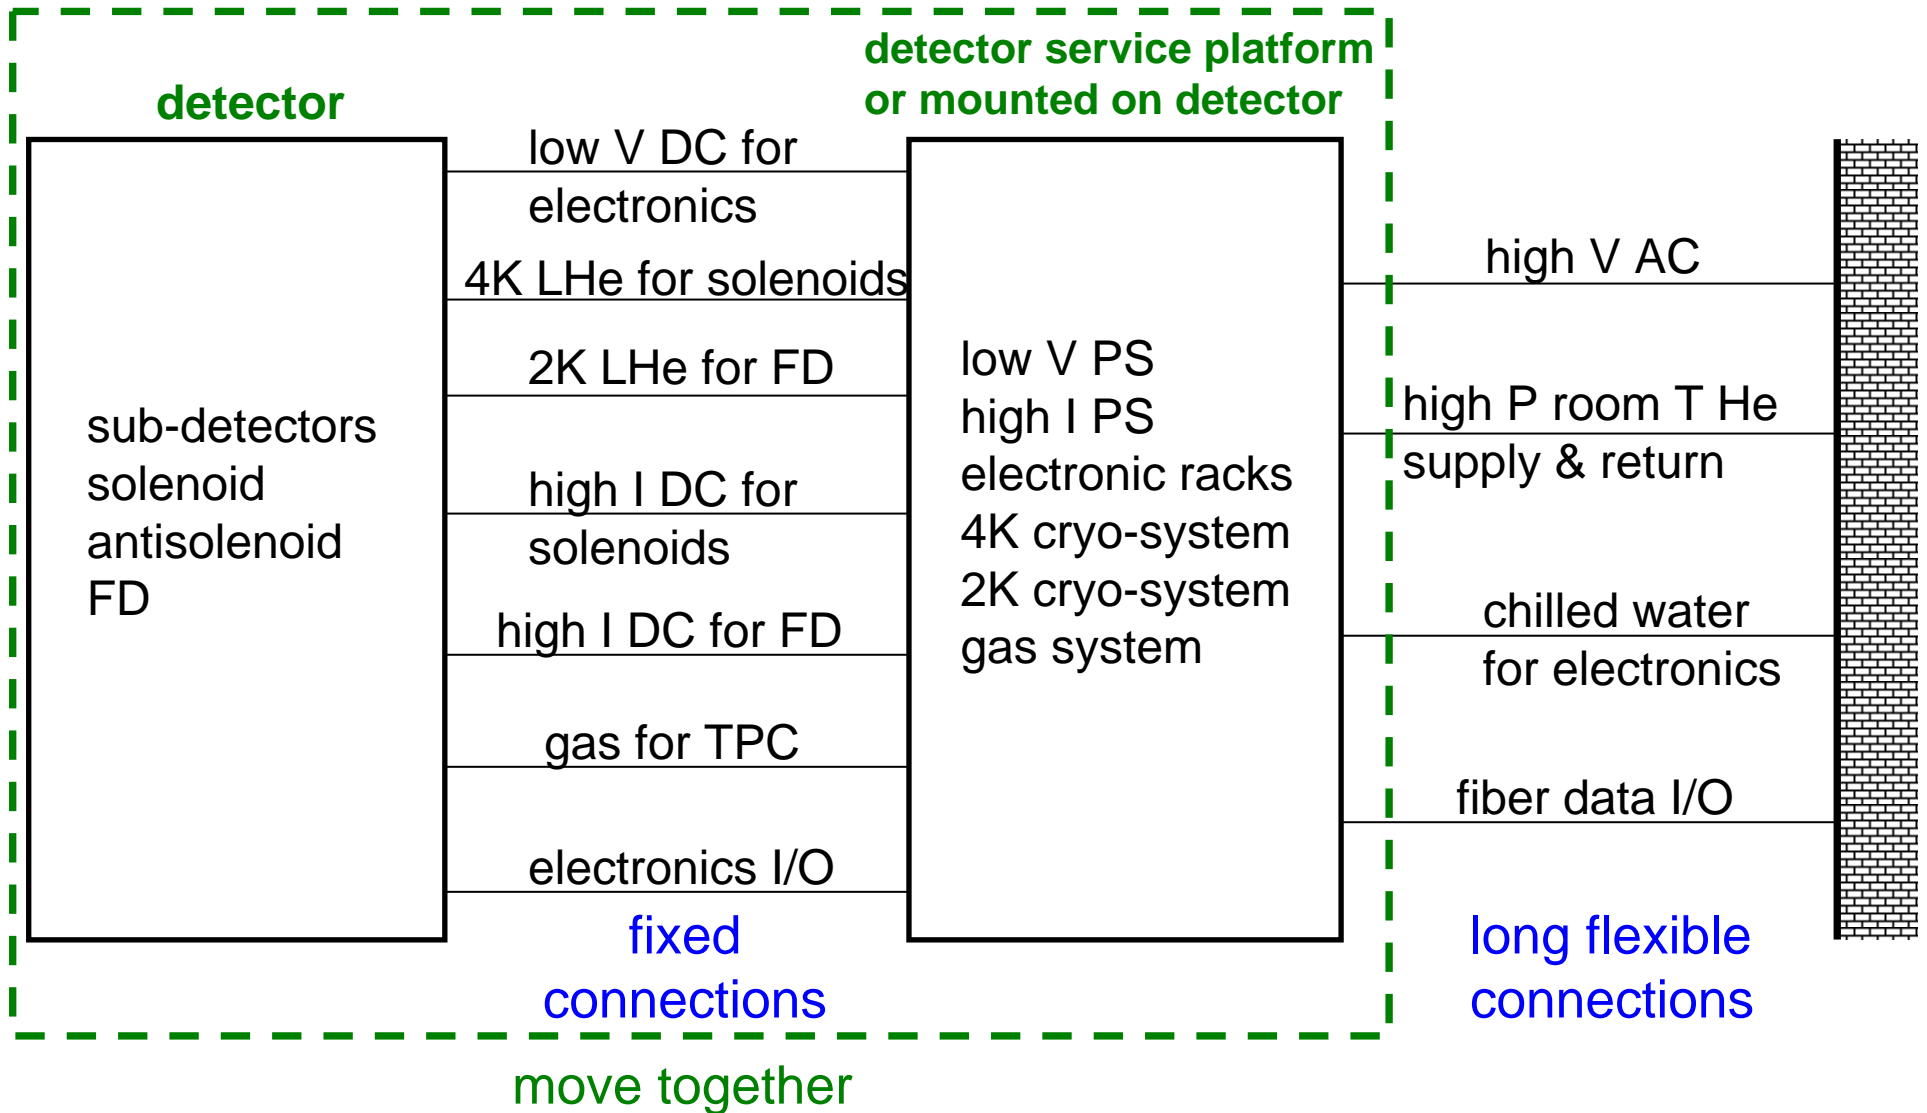 detector service platform
or mounted on detector
detector
low V DC for
electronics
4K LHe for solenoids
2K LHe for FD
high I DC for
solenoids
high I DC for FD
gas for TPC
electronics I/O
sub-detectors
solenoid
antisolenoid
FD
low V PS
high I PS
electronic racks
4K cryo-system
2K cryo-system
gas system
high V AC
high P room T He
supply & return
chilled water
for electronics
fiber data I/O
fixed
connections
long flexible
connections
move together